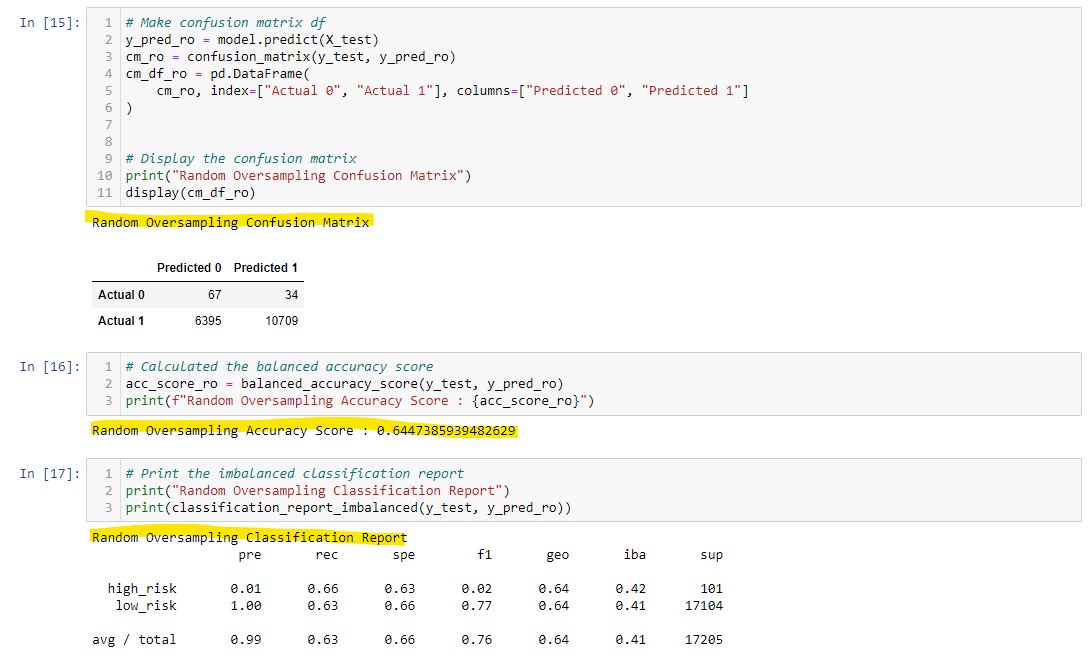 In [15]:
1 # Make confusion matrix df
2 y_pred_ro = model.predict(X_test)
3 cm_ro = confusion_matrix(y_test, y_pred_ro)
4 cm_df_ro = pd.DataFrame(
5     cm_ro, index=["Actual 0", "Actual 1"], columns=["Predicted 0", "Predicted 1"]
6 )
7
8
9 # Display the confusion matrix
10 print("Random Oversampling Confusion Matrix")
11 display(cm_df_ro)
Random Oversampling Confusion Matrix
Predicted 0 Predicted 1
Actual 0 67 34
Actual 1 6395 10709
In [16]:
1 # Calculated the balanced accuracy score
2 acc_score_ro = balanced_accuracy_score(y_test, y_pred_ro)
3 print(f"Random Oversampling Accuracy Score : {acc_score_ro}")
Random Oversampling Accuracy Score : 0.6447385939482629
In [17]:
1 # Print the imbalanced classification report
2 print("Random Oversampling Classification Report")
3 print(classification_report_imbalanced(y_test, y_pred_ro))
Random Oversampling Classification Report
pre rec spe f1 geo iba sup
high_risk 0.01 0.66 0.63 0.02 0.64 0.42 101
low_risk 1.00 0.63 0.66 0.77 0.64 0.41 17104
avg / total 0.99 0.63 0.66 0.76 0.64 0.41 17205